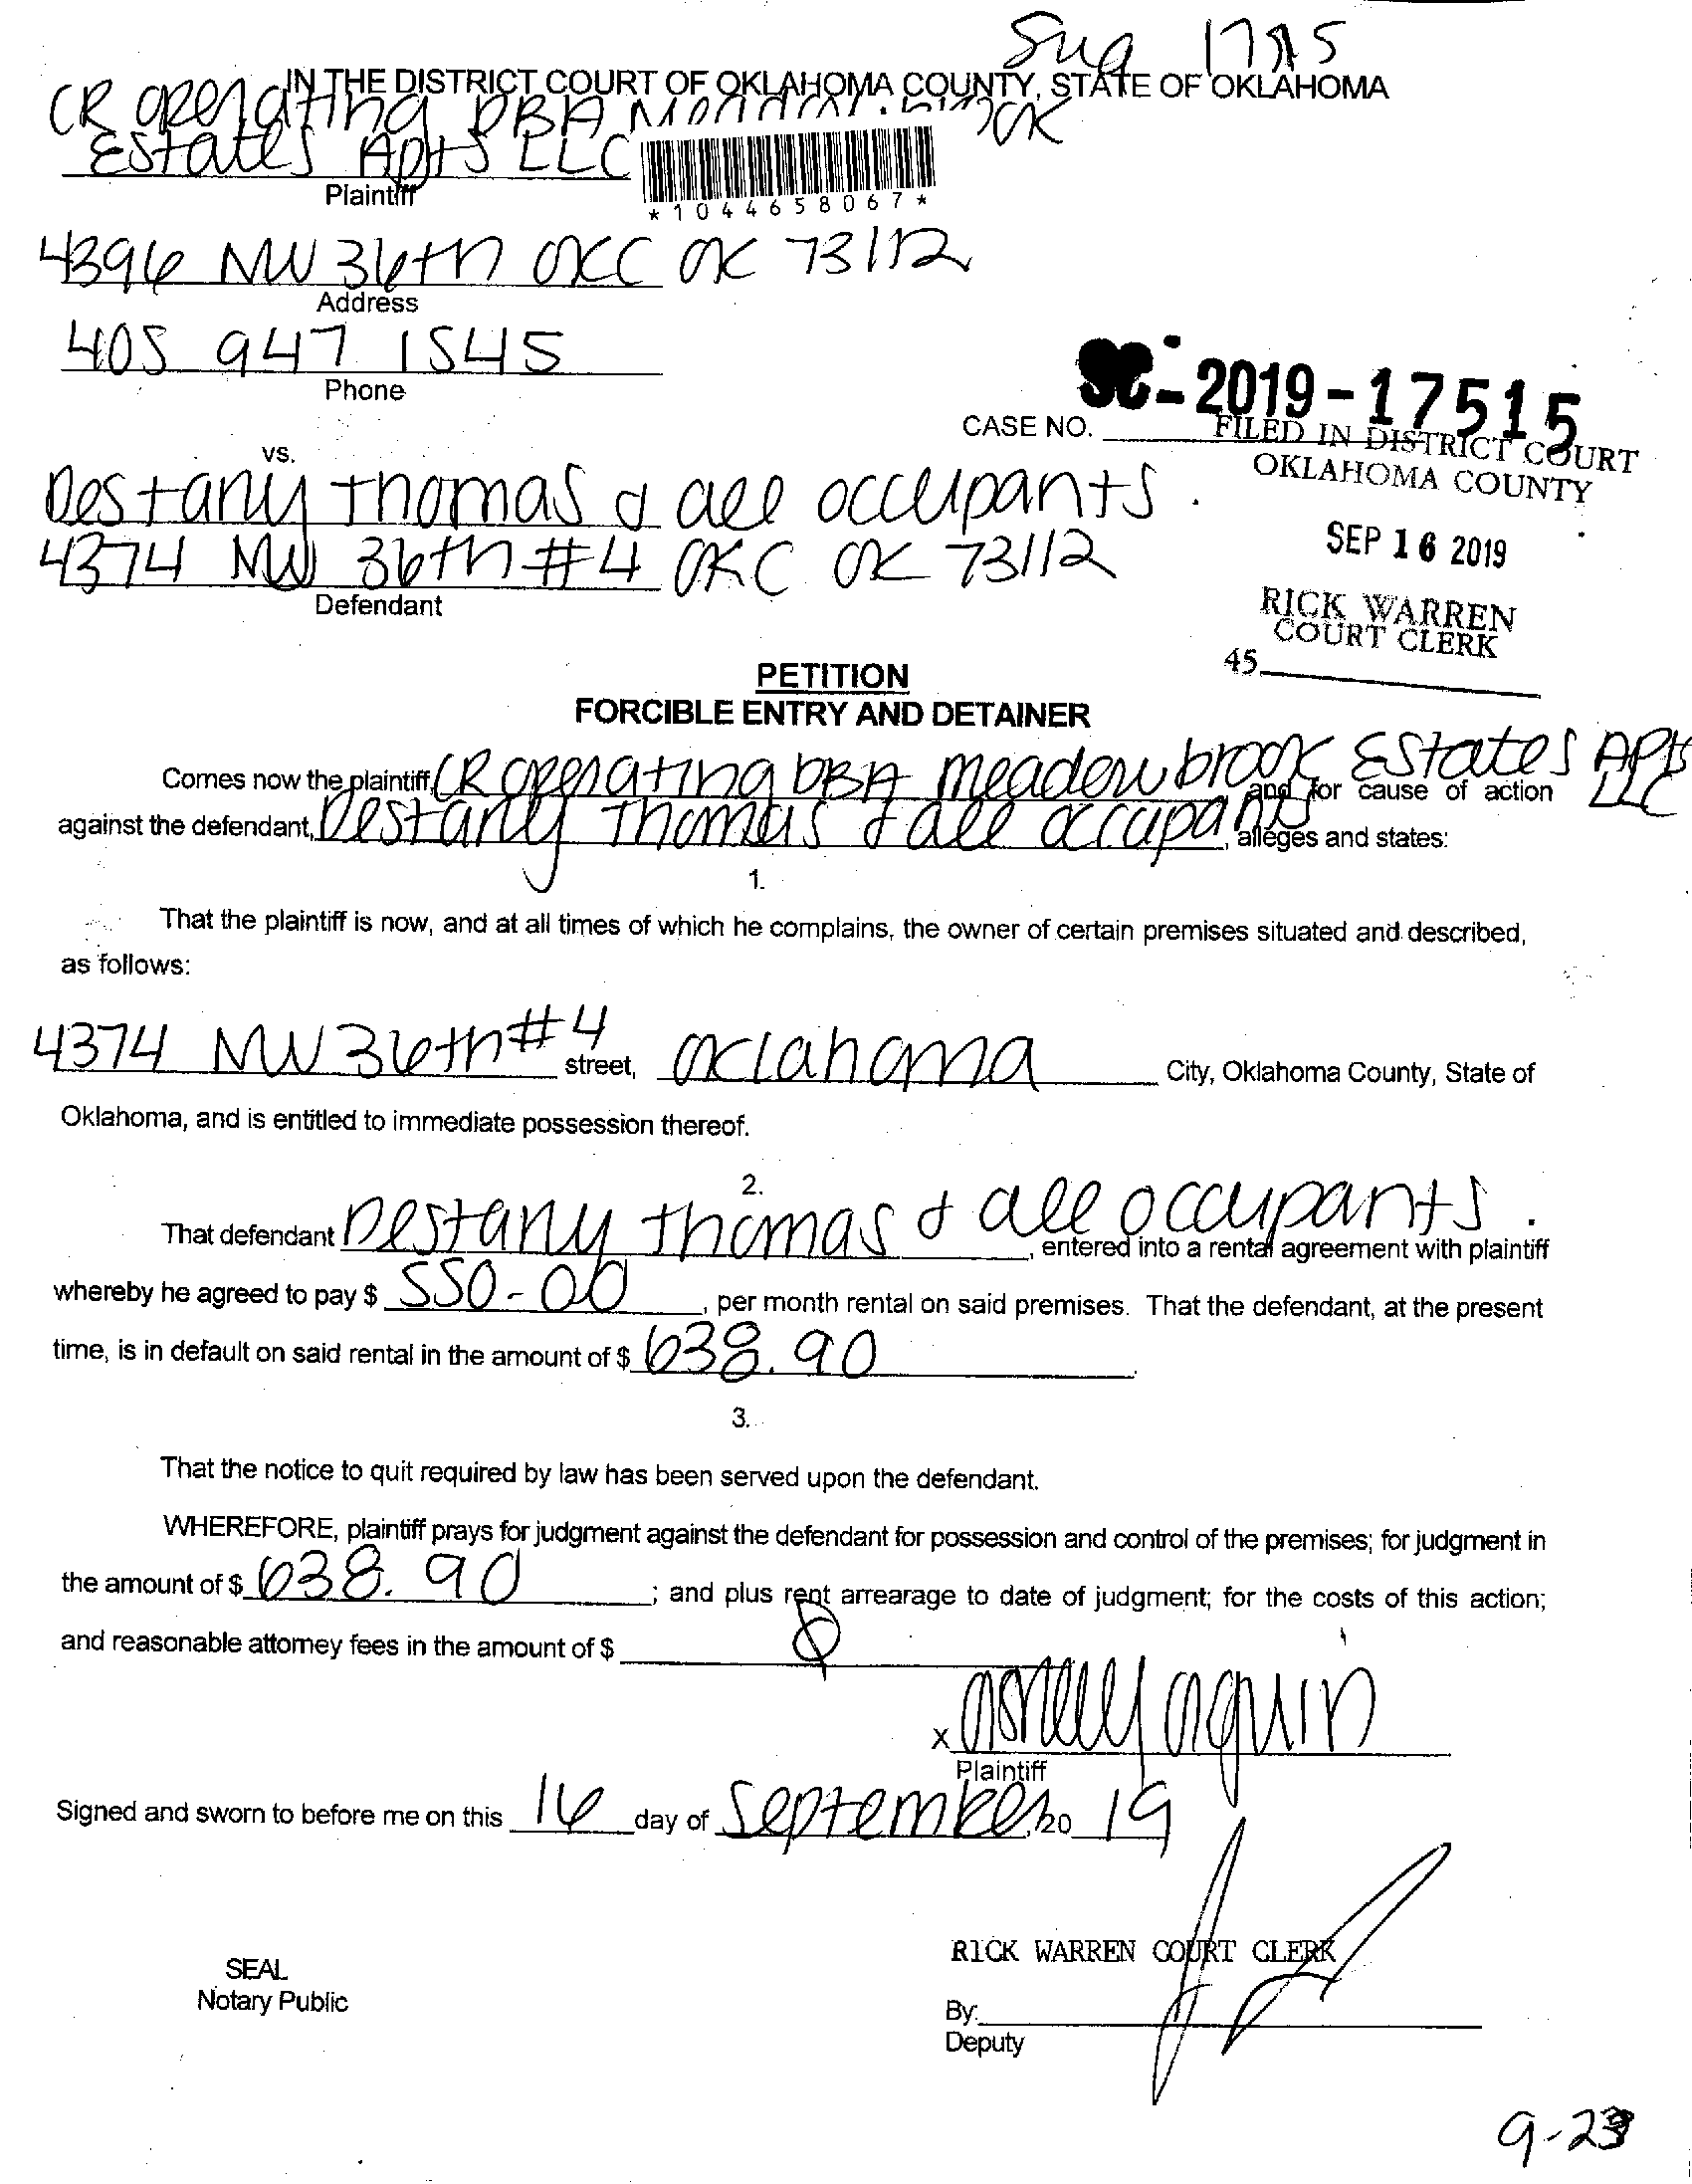 IN THE DISTRICT COURT OF OKLAHOMA COUNTY, STATE OF OKLAHOMA
CR operating DBA
Estates Apts LLC
Plaintiff
*1044658067*
4396 NW 36th OKC OK 73112
Address
405 947 1545
Phone
SC-2019-17515
CASE NO.
FILED IN DISTRICT COURT
OKLAHOMA COUNTY
vs.
Destany Thomas & all occupants.
4374 NW 36th #4 OKC OK 73112
Defendant
SEP 16 2019
RICK WARREN
COURT CLERK
45
PETITION
FORCIBLE ENTRY AND DETAINER
Comes now the plaintiff, CR operating DBA meadowbrook Estates Apts LLC and for cause of action
against the defendant, Destany Thomas & all occupants, alleges and states:
1.
That the plaintiff is now, and at all times of which he complains, the owner of certain premises situated and described,
as follows:
4374 NW 36th #4 street, Oklahoma City, Oklahoma County, State of
Oklahoma, and is entitled to immediate possession thereof.
2.
That defendant Destany Thomas & all occupants., entered into a rental agreement with plaintiff
whereby he agreed to pay $ 550-00, per month rental on said premises. That the defendant, at the present
time, is in default on said rental in the amount of $ 638.90.
3.
That the notice to quit required by law has been served upon the defendant.
WHEREFORE, plaintiff prays for judgment against the defendant for possession and control of the premises; for judgment in
the amount of $ 638.90; and plus rent arrearage to date of judgment; for the costs of this action;
and reasonable attorney fees in the amount of $
x
Plaintiff
Signed and sworn to before me on this 16 day of September, 20 19
RICK WARREN COURT CLERK
SEAL
Notary Public
By:
Deputy
9-23